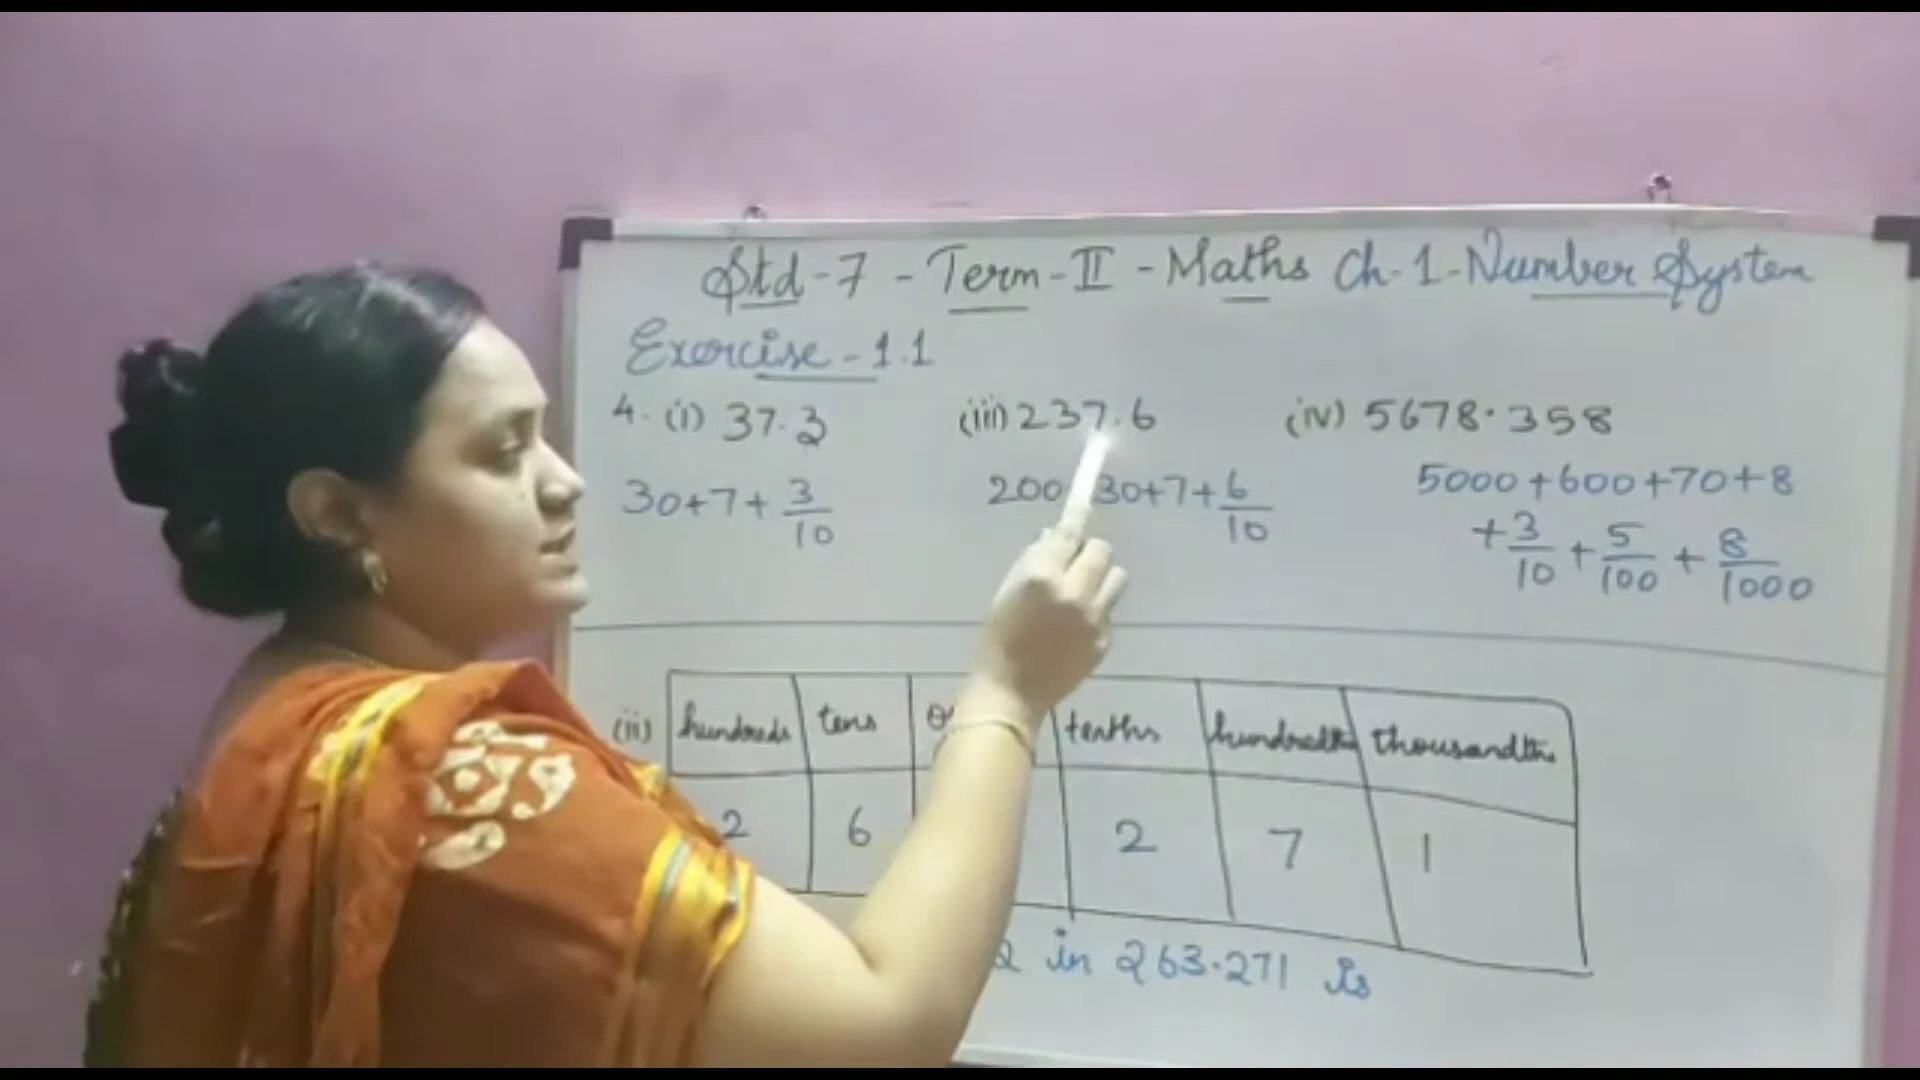 Std-7 - Term-II - Maths Ch-1-Number System
Exercise-1.1
4. (i) 37.3 (iii) 237.6 (iv) 5678.358
30+7+3/10 200 30+7+6/10 5000+600+70+8
+3/10+5/100+8/1000
(ii) hundreds tens tenths hundredths thousandths
2 6 2 7 1
2 in 263.271 is